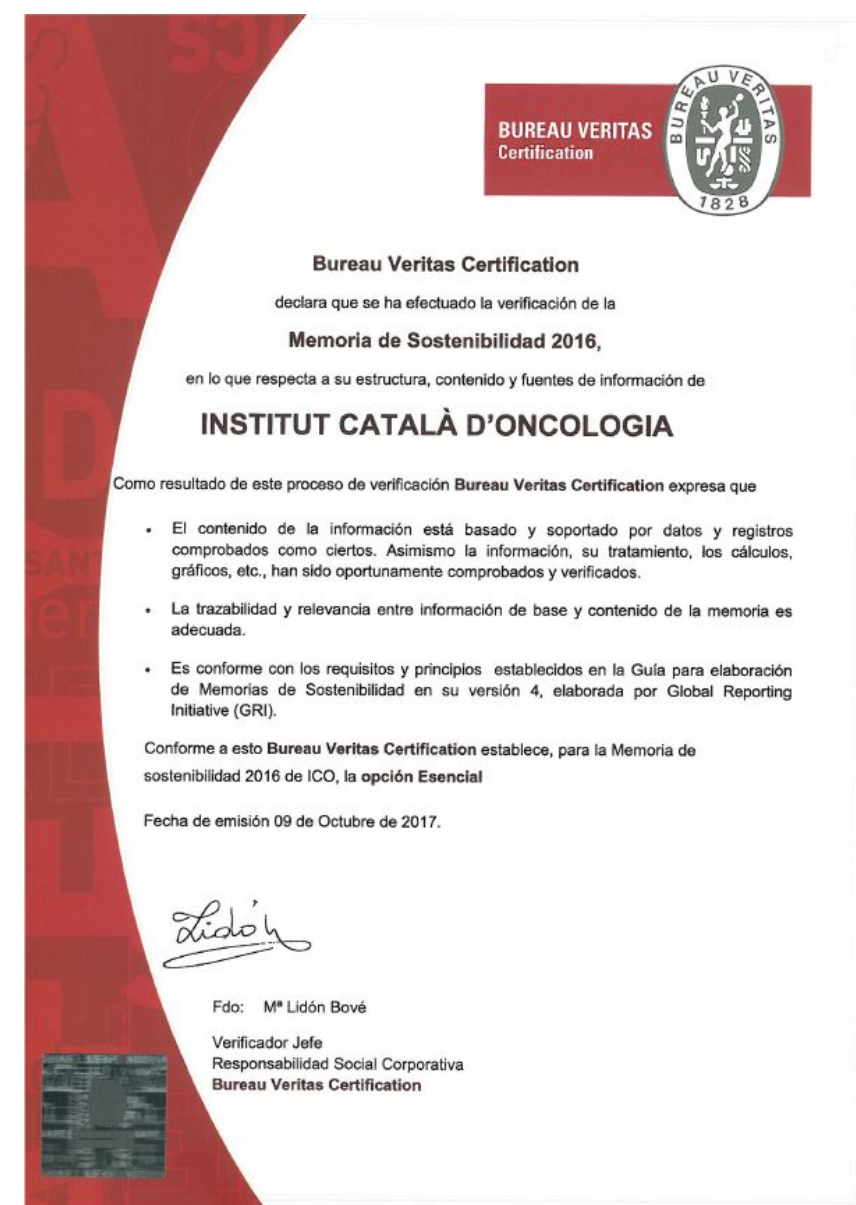 BUREAU VERITAS
Certification
BUREAU VERITAS
1828
Bureau Veritas Certification
declara que se ha efectuado la verificación de la
Memoria de Sostenibilidad 2016,
en lo que respecta a su estructura, contenido y fuentes de información de
INSTITUT CATALÀ D'ONCOLOGIA
Como resultado de este proceso de verificación Bureau Veritas Certification expresa que
• El contenido de la información está basado y soportado por datos y registros
comprobados como ciertos. Asimismo la información, su tratamiento, los cálculos,
gráficos, etc., han sido oportunamente comprobados y verificados.
• La trazabilidad y relevancia entre información de base y contenido de la memoria es
adecuada.
• Es conforme con los requisitos y principios establecidos en la Guía para elaboración
de Memorias de Sostenibilidad en su versión 4, elaborada por Global Reporting
Initiative (GRI).
Conforme a esto Bureau Veritas Certification establece, para la Memoria de
sostenibilidad 2016 de ICO, la opción Esencial
Fecha de emisión 09 de Octubre de 2017.
Lidón
Fdo: Mª Lidón Bové
Verificador Jefe
Responsabilidad Social Corporativa
Bureau Veritas Certification